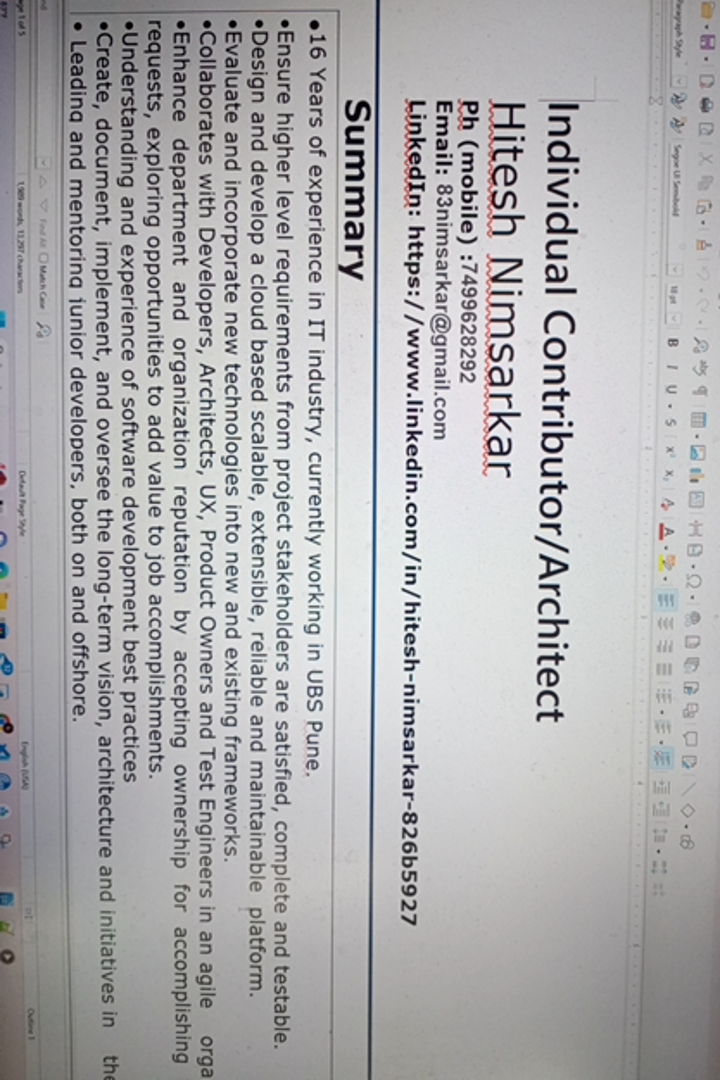 Paragraph Style
Segoe UI Semibold
18 pt
B I U S
Individual Contributor/Architect
Hitesh Nimsarkar
Ph (mobile) :7499628292
Email: 83nimsarkar@gmail.com
LinkedIn: https://www.linkedin.com/in/hitesh-nimsarkar-826b5927
Summary
•16 Years of experience in IT industry, currently working in UBS Pune.
•Ensure higher level requirements from project stakeholders are satisfied, complete and testable.
•Design and develop a cloud based scalable, extensible, reliable and maintainable platform.
•Evaluate and incorporate new technologies into new and existing frameworks.
•Collaborates with Developers, Architects, UX, Product Owners and Test Engineers in an agile orga
•Enhance department and organization reputation by accepting ownership for accomplishing
requests, exploring opportunities to add value to job accomplishments.
•Understanding and experience of software development best practices
•Create, document, implement, and oversee the long-term vision, architecture and initiatives in the
• Leading and mentoring junior developers, both on and offshore.
Find All Match Case
1 of 5 1,989 words, 13,297 characters Default Page Style English (USA) Outline 1